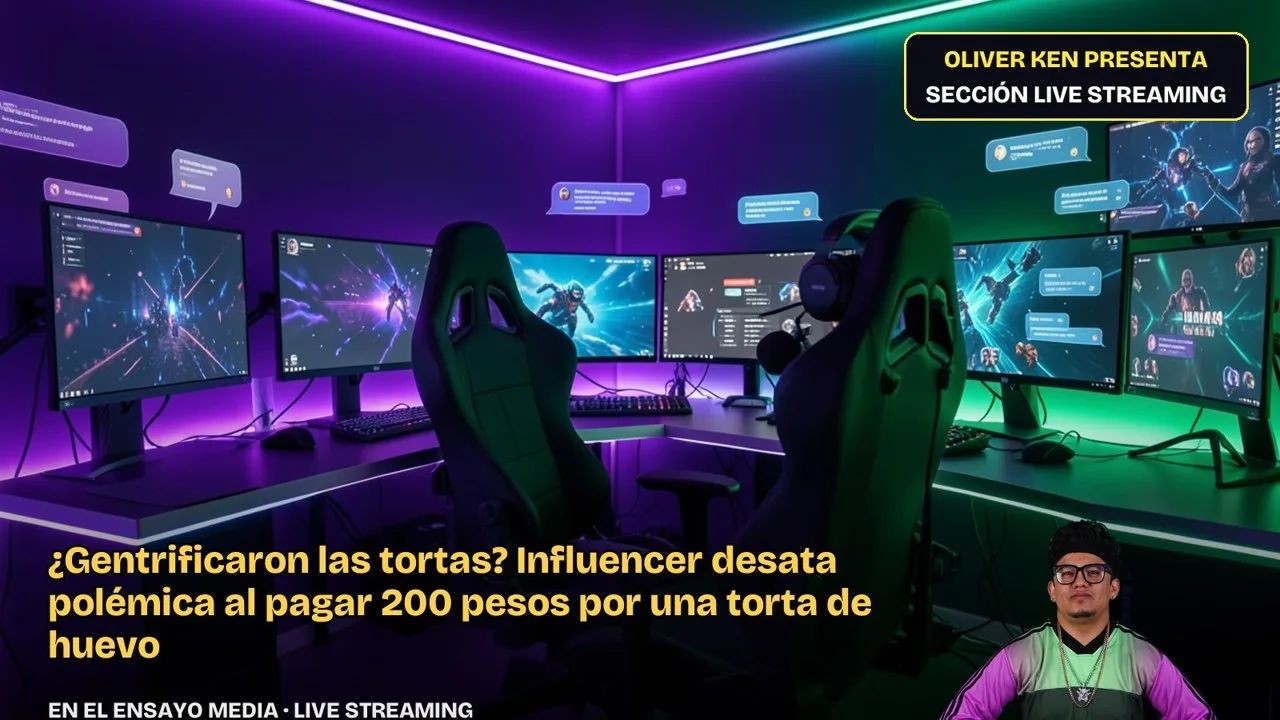 OLIVER KEN PRESENTA
SECCIÓN LIVE STREAMING
¿Gentrificaron las tortas? Influencer desata
polémica al pagar 200 pesos por una torta de
huevo
EN EL ENSAYO MEDIA · LIVE STREAMING